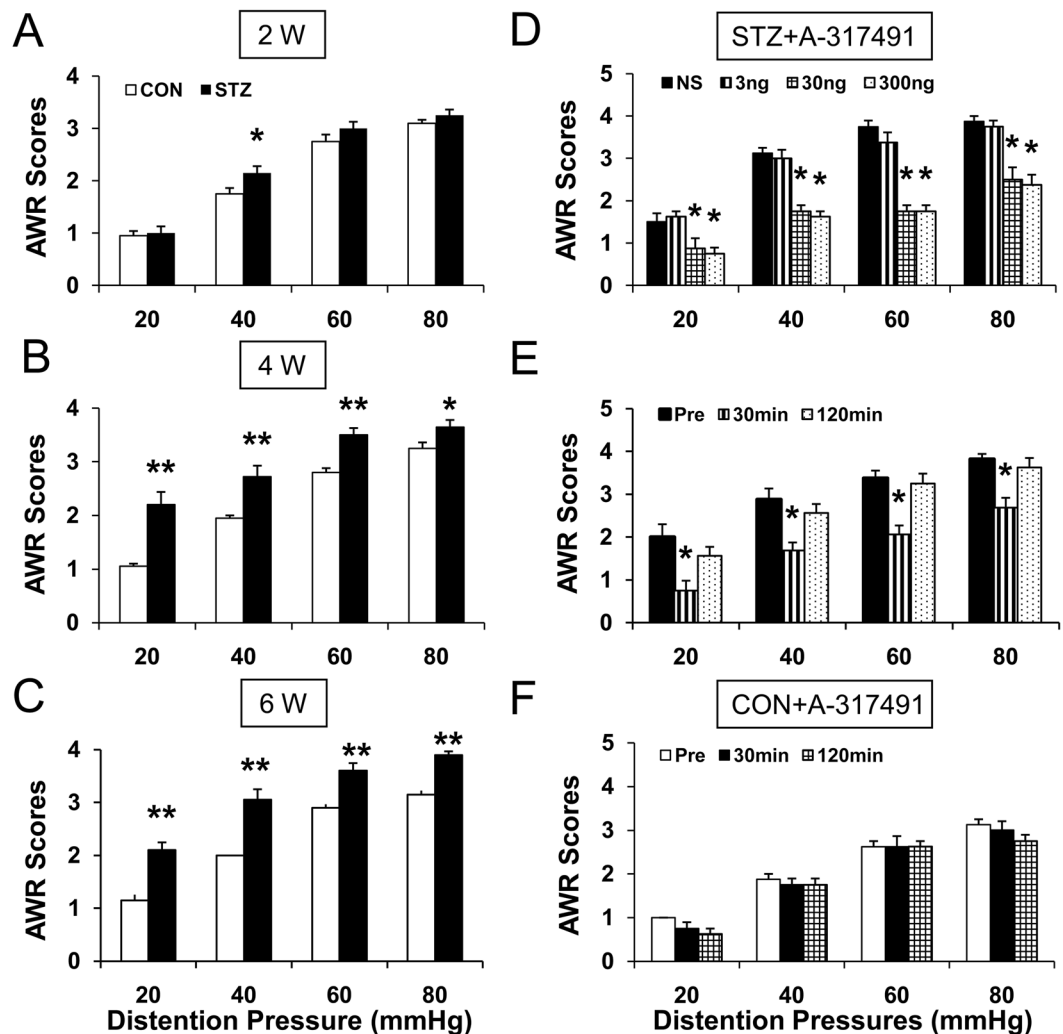 A
2 W
CON STZ
AWR Scores
4
3
2
1
0
*
20 40 60 80
B
4 W
AWR Scores
4
3
2
1
0
** ** ** *
20 40 60 80
C
6 W
AWR Scores
4
3
2
1
0
** ** ** **
20 40 60 80
Distention Pressure (mmHg)
D
STZ+A-317491
NS 3ng 30ng 300ng
AWR Scores
5
4
3
2
1
0
* * * * * * * *
20 40 60 80
E
Pre 30min 120min
AWR Scores
5
4
3
2
1
0
* * * *
20 40 60 80
F
CON+A-317491
Pre 30min 120min
AWR Scores
5
4
3
2
1
0
20 40 60 80
Distention Pressures (mmHg)